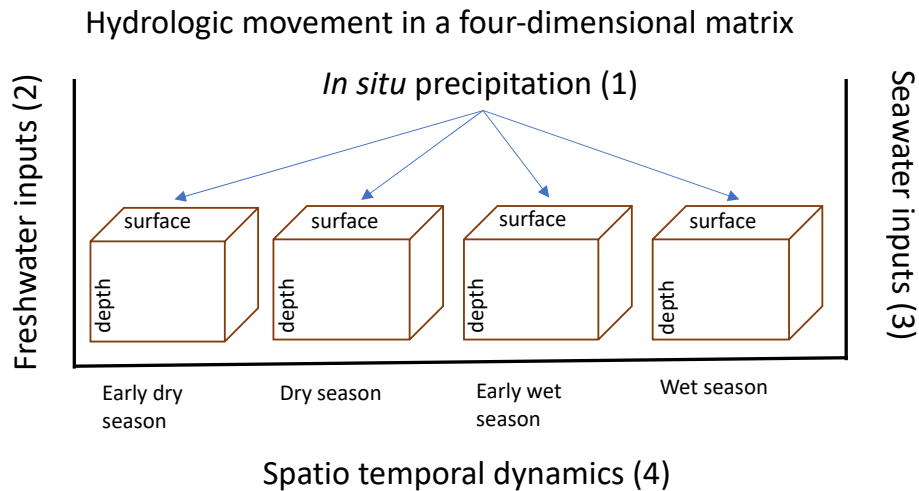 Hydrologic movement in a four-dimensional matrix
In situ precipitation (1)
Freshwater inputs (2)
Seawater inputs (3)
surface
surface
surface
surface
depth
depth
depth
depth
Early dry
season
Dry season
Early wet
season
Wet season
Spatio temporal dynamics (4)